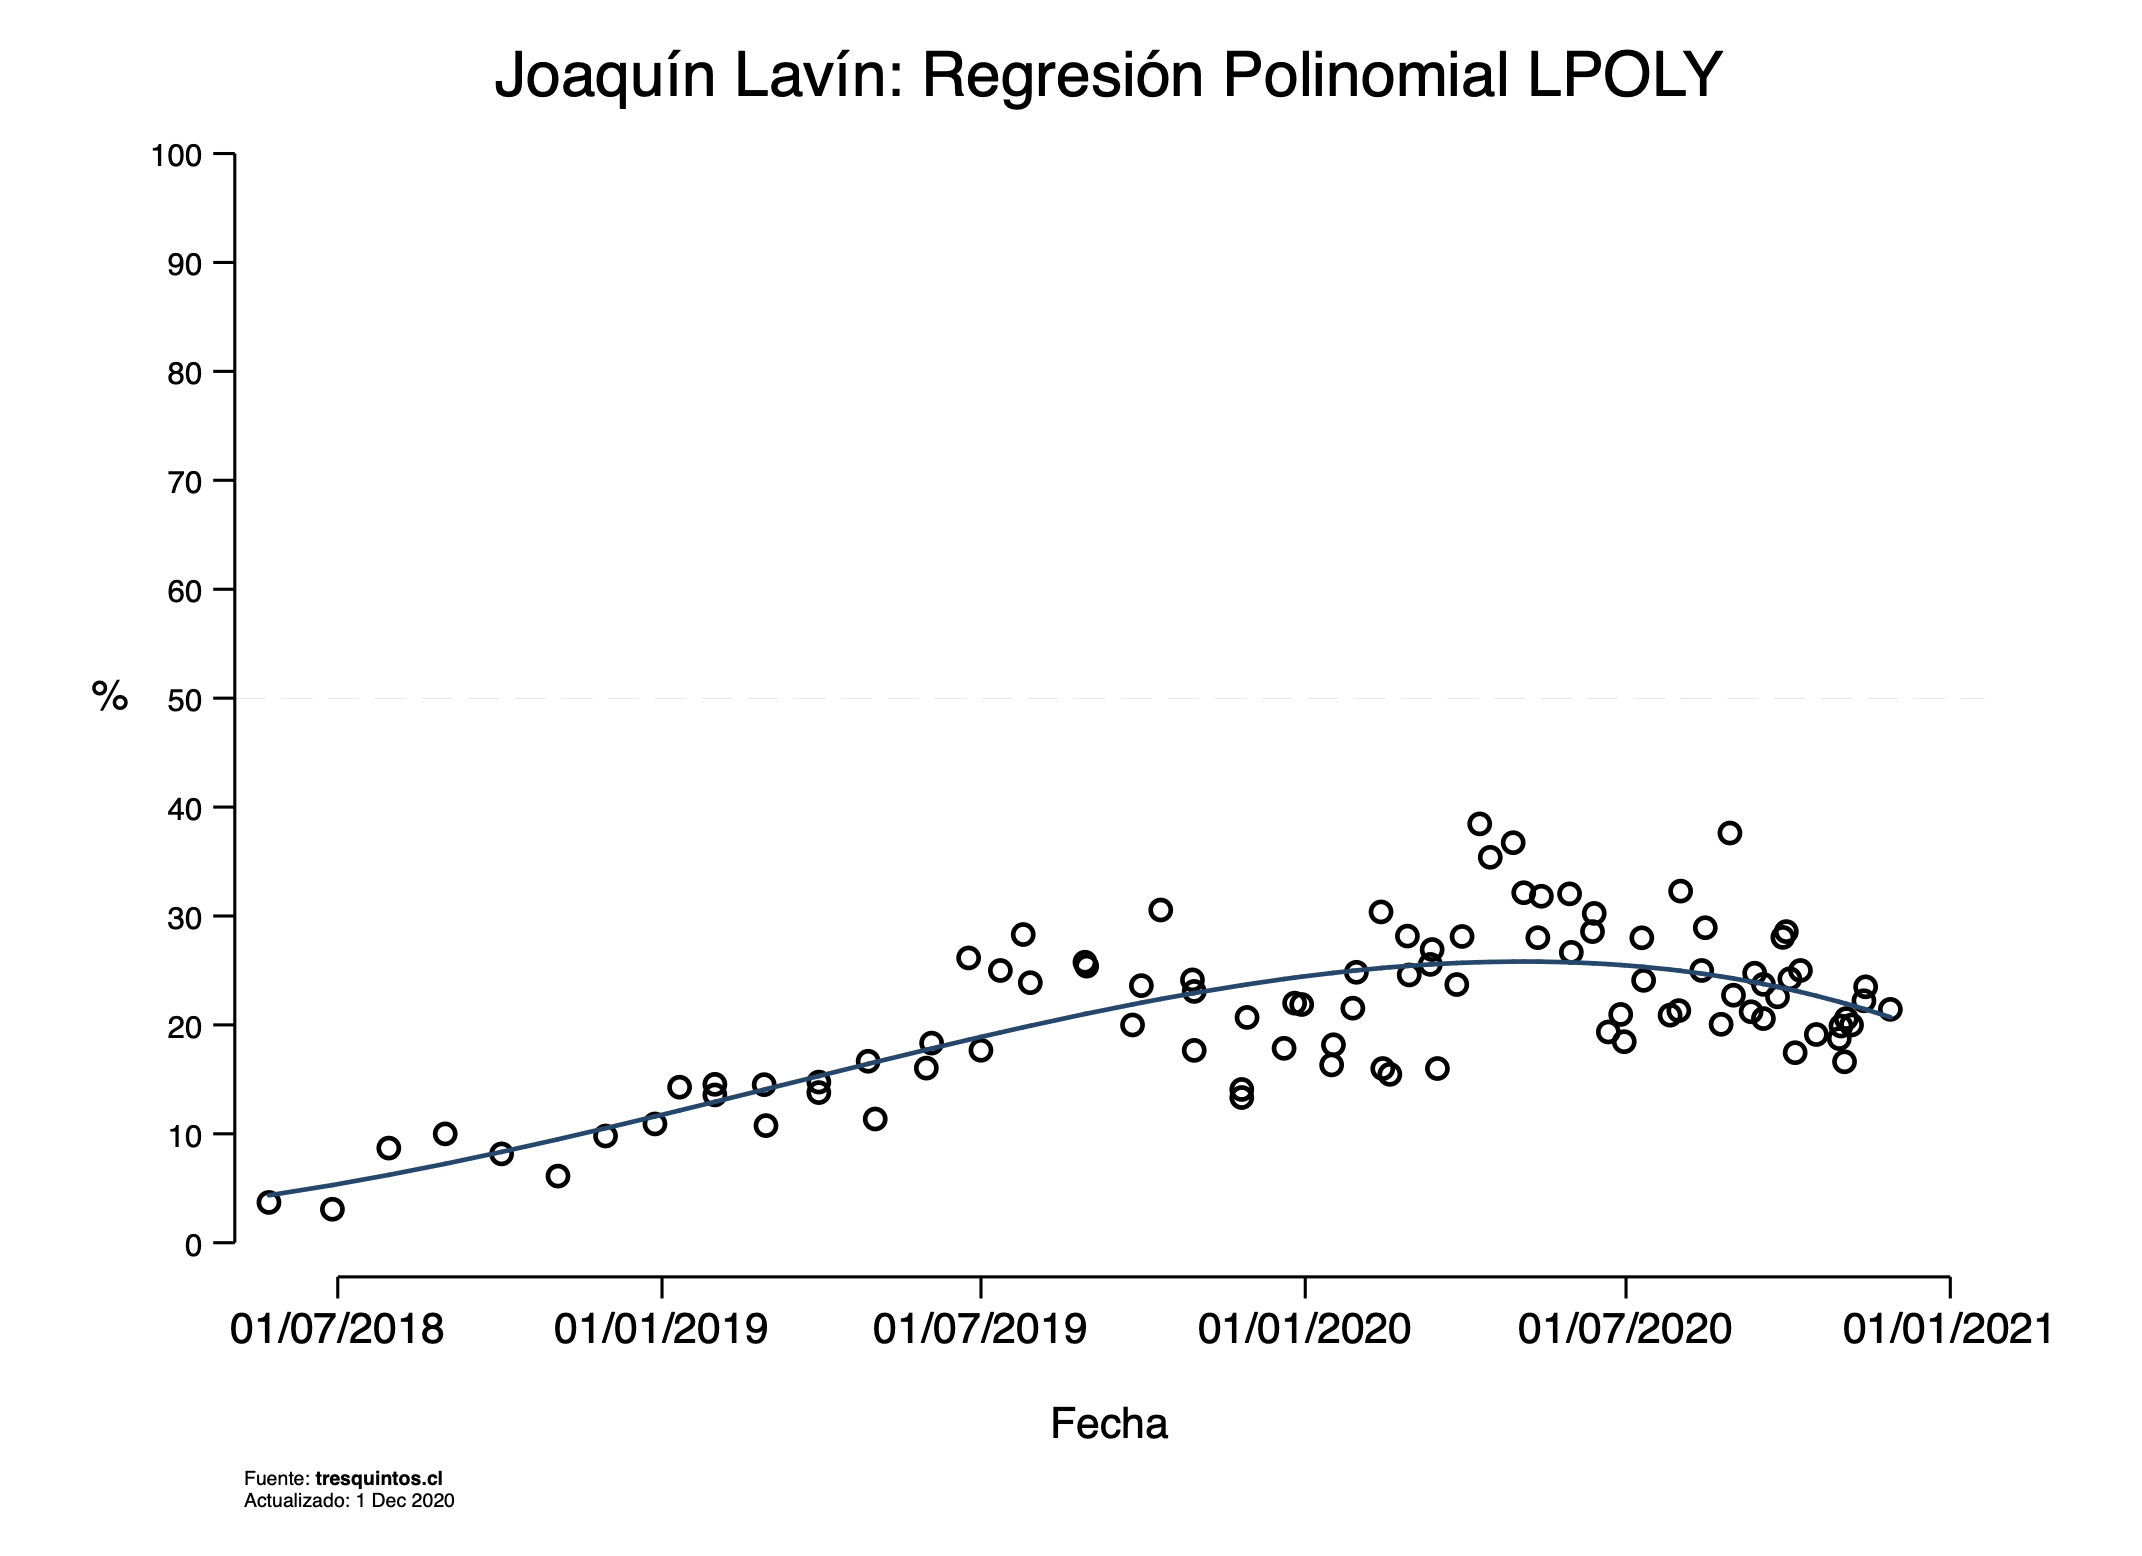 Joaquín Lavín: Regresión Polinomial LPOLY
100
90
80
70
60
50
40
30
20
10
0
%
01/07/2018 01/01/2019 01/07/2019 01/01/2020 01/07/2020 01/01/2021
Fecha
Fuente: tresquintos.cl
Actualizado: 1 Dec 2020